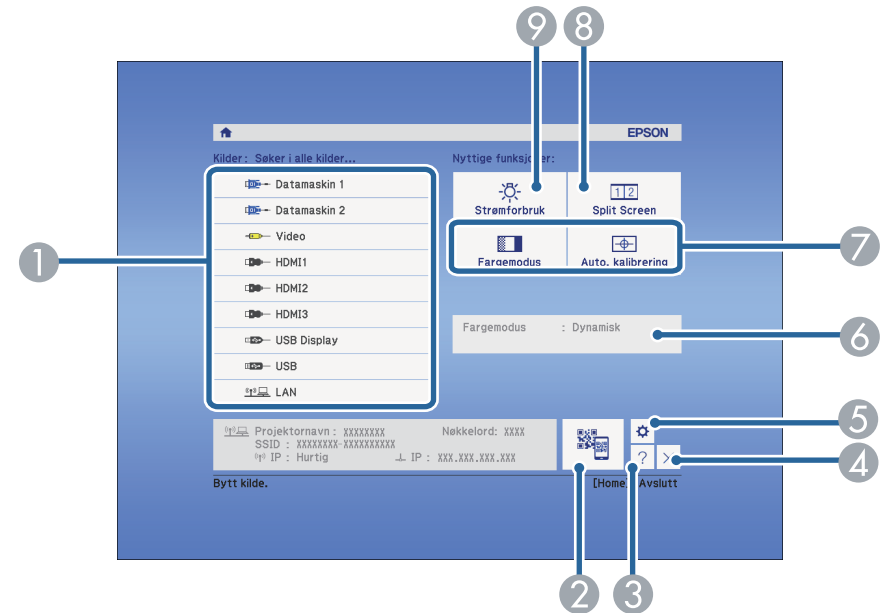 9 8
EPSON
Kilder : Søker i alle kilder...
Nyttige funksjoner:
Datamaskin 1
Datamaskin 2
Video
HDMI1
HDMI2
HDMI3
USB Display
USB
LAN
1
Strømforbruk
Split Screen
1 2
Fargemodus
Auto. kalibrering
7
Fargemodus : Dynamisk
6
Projektornavn : XXXXXXXX
Nøkkelord: XXXX
SSID : XXXXXXXX-XXXXXXXXXX
IP : Hurtig
IP : XXX.XXX.XXX.XXX
5
?
>
4
Bytt kilde.
[Home] Avslutt
2 3